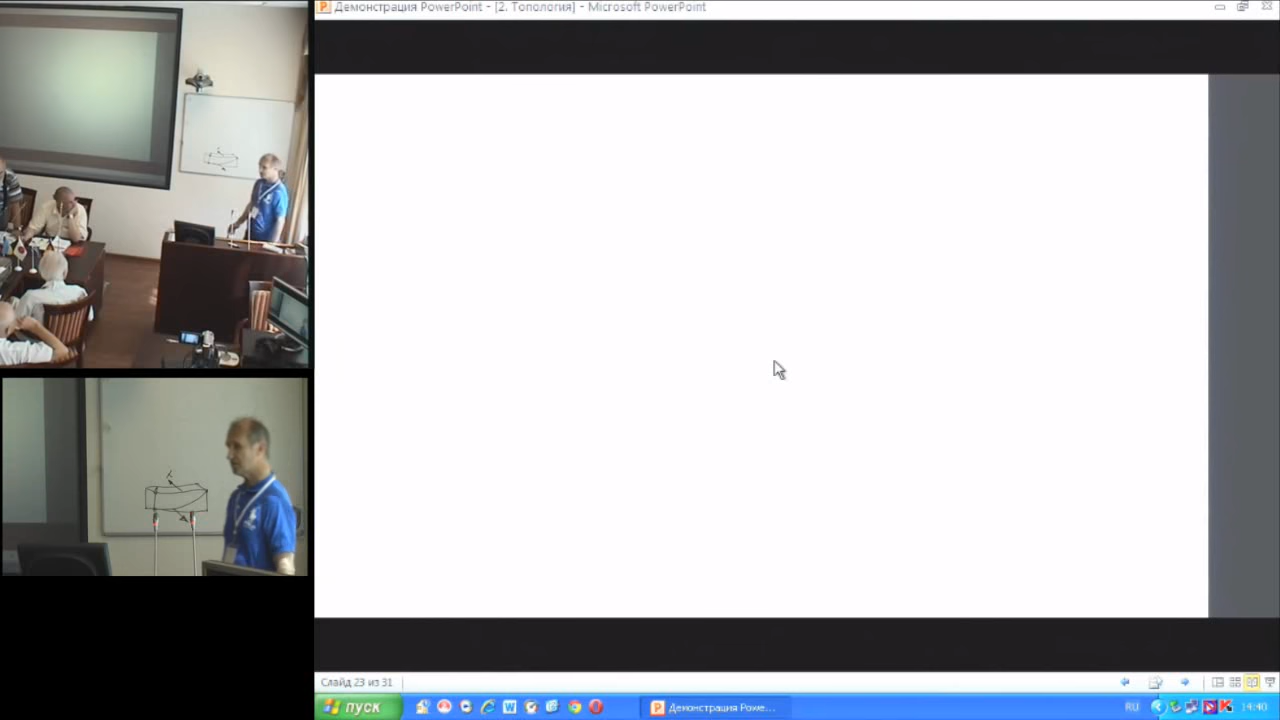 Демонстрация PowerPoint - [2. Топология] - Microsoft PowerPoint
Слайд 23 из 31
пуск
Демонстрация Powe...
RU
14:40